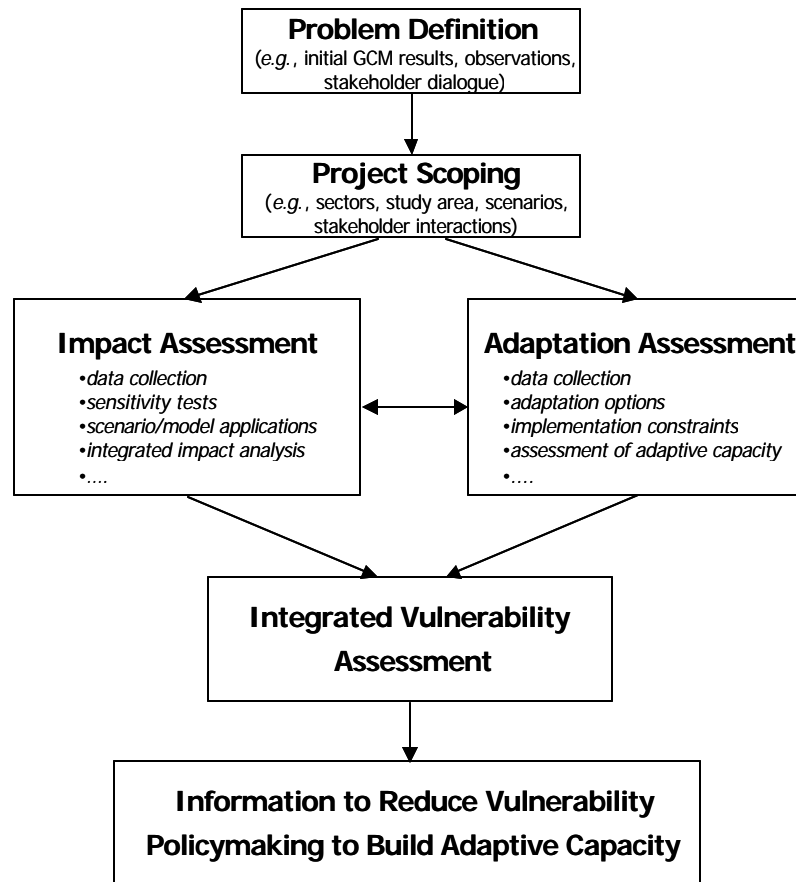 Problem Definition
(e.g., initial GCM results, observations,
stakeholder dialogue)
Project Scoping
(e.g., sectors, study area, scenarios,
stakeholder interactions)
Impact Assessment
•data collection
•sensitivity tests
•scenario/model applications
•integrated impact analysis
•....
Adaptation Assessment
•data collection
•adaptation options
•implementation constraints
•assessment of adaptive capacity
•....
Integrated Vulnerability
Assessment
Information to Reduce Vulnerability
Policymaking to Build Adaptive Capacity